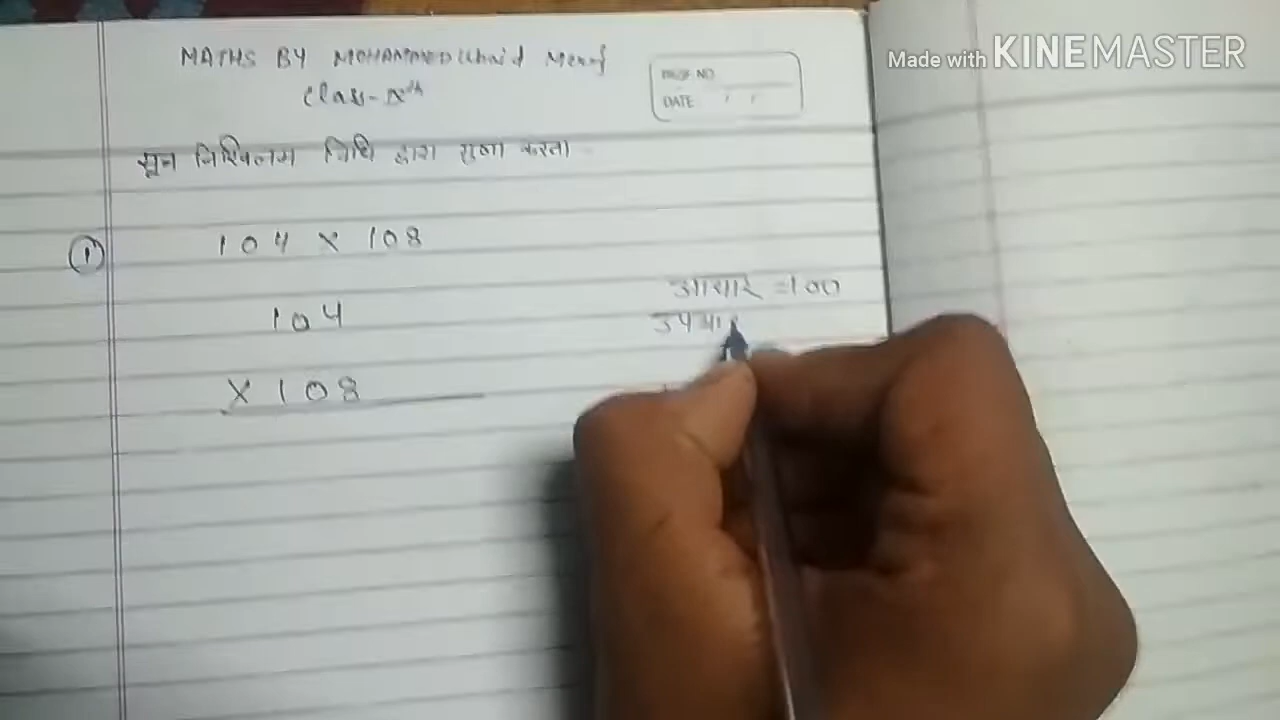 Made with KINEMASTER
MATHS BY MOHAMMED
Class - IXth
PAGE NO.
DATE / /
सूत्र निखिलम विधि द्वारा गुणा करना
1 104 x 108
आधार = 100
104
उपआ
x 108